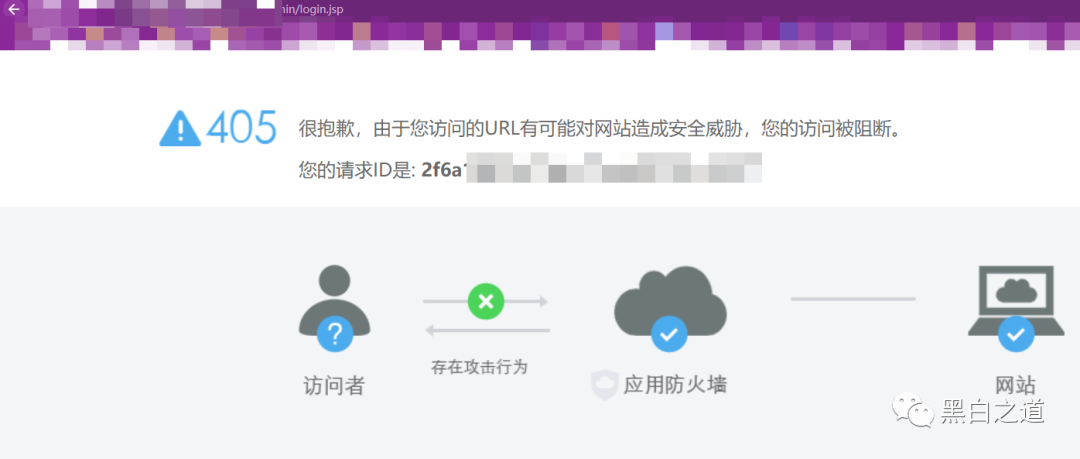 min/login.jsp
405
很抱歉，由于您访问的URL有可能对网站造成安全威胁，您的访问被阻断。
您的请求ID是: 2f6a
?
存在攻击行为
访问者
应用防火墙
网站
黑白之道